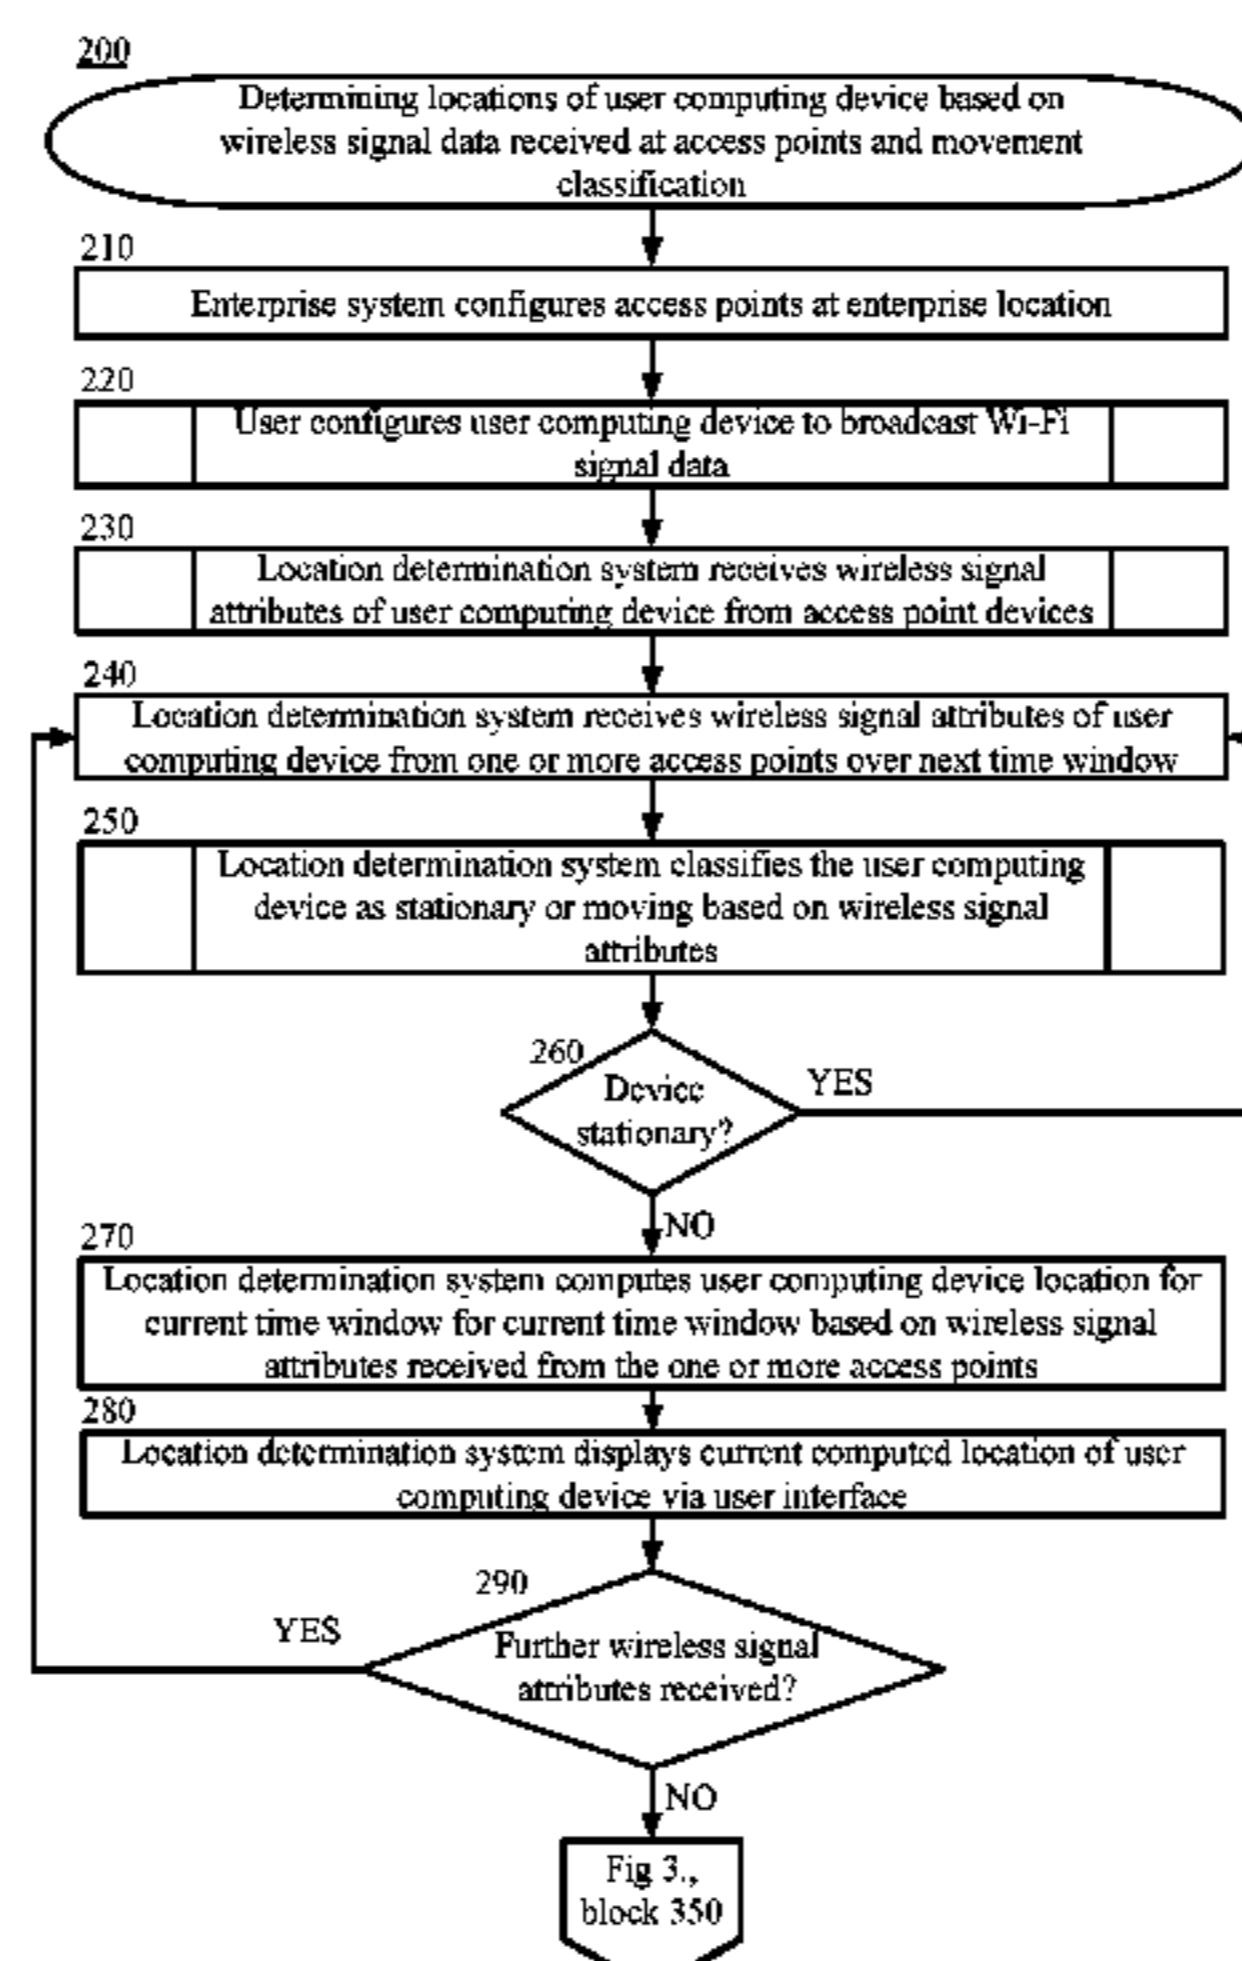 200
Determining locations of user computing device based on
wireless signal data received at access points and movement
classification
210
Enterprise system configures access points at enterprise location
220
User configures user computing device to broadcast Wi-Fi
signal data
230
Location determination system receives wireless signal
attributes of user computing device from access point devices
240
Location determination system receives wireless signal attributes of user
computing device from one or more access points over next time window
250
Location determination system classifies the user computing
device as stationary or moving based on wireless signal
attributes
260
Device
stationary?
YES
NO
270
Location determination system computes user computing device location for
current time window for current time window based on wireless signal
attributes received from the one or more access points
280
Location determination system displays current computed location of user
computing device via user interface
290
Further wireless signal
attributes received?
YES
NO
Fig 3.,
block 350